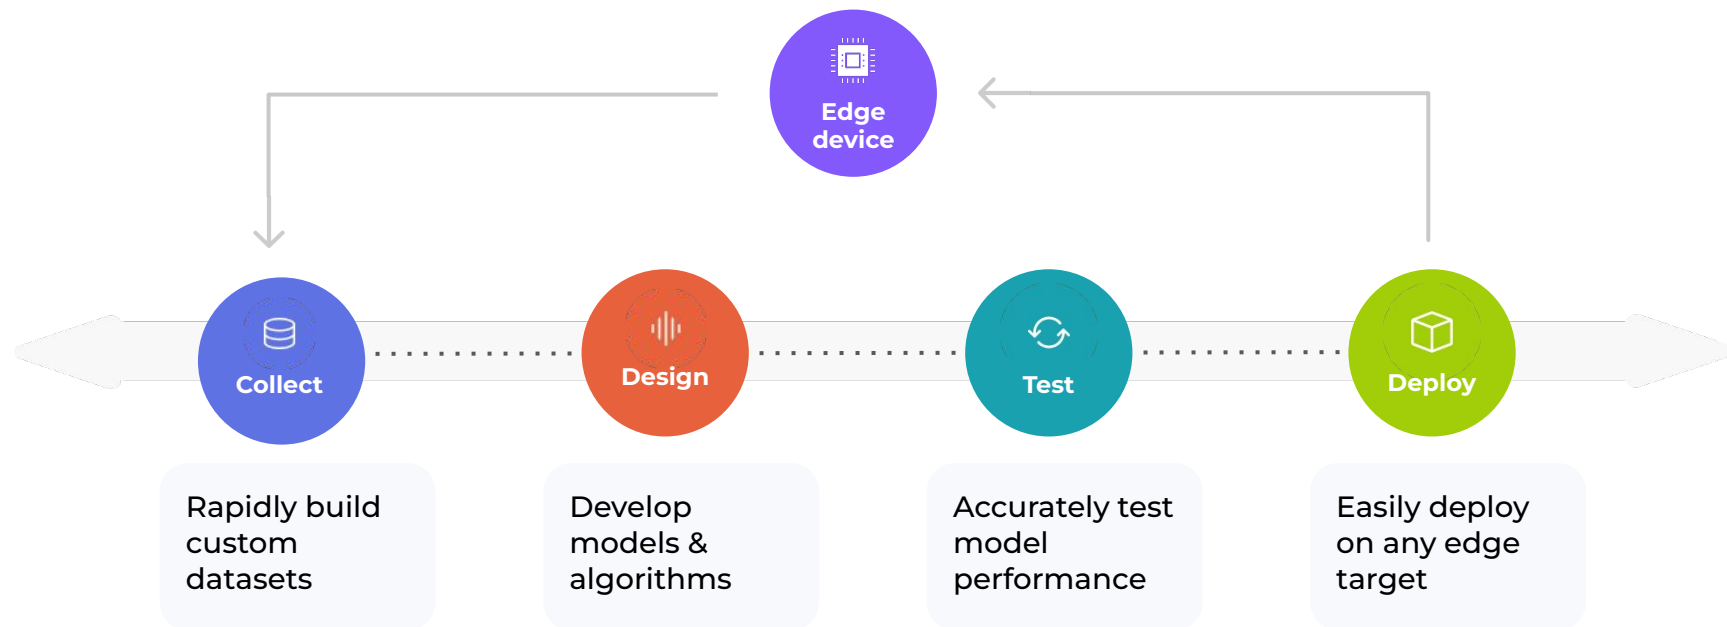 Edge
device
Collect
Design
Test
Deploy
Rapidly build
custom
datasets
Develop
models &
algorithms
Accurately test
model
performance
Easily deploy
on any edge
target